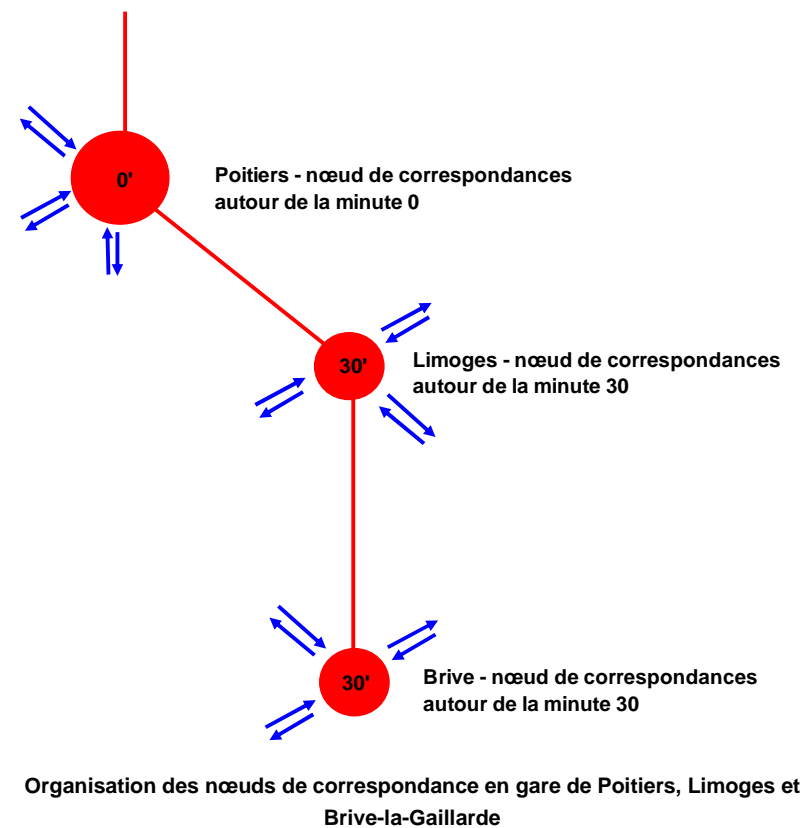 0'
Poitiers - nœud de correspondances
autour de la minute 0
30'
Limoges - nœud de correspondances
autour de la minute 30
30'
Brive - nœud de correspondances
autour de la minute 30
Organisation des nœuds de correspondance en gare de Poitiers, Limoges et
Brive-la-Gaillarde